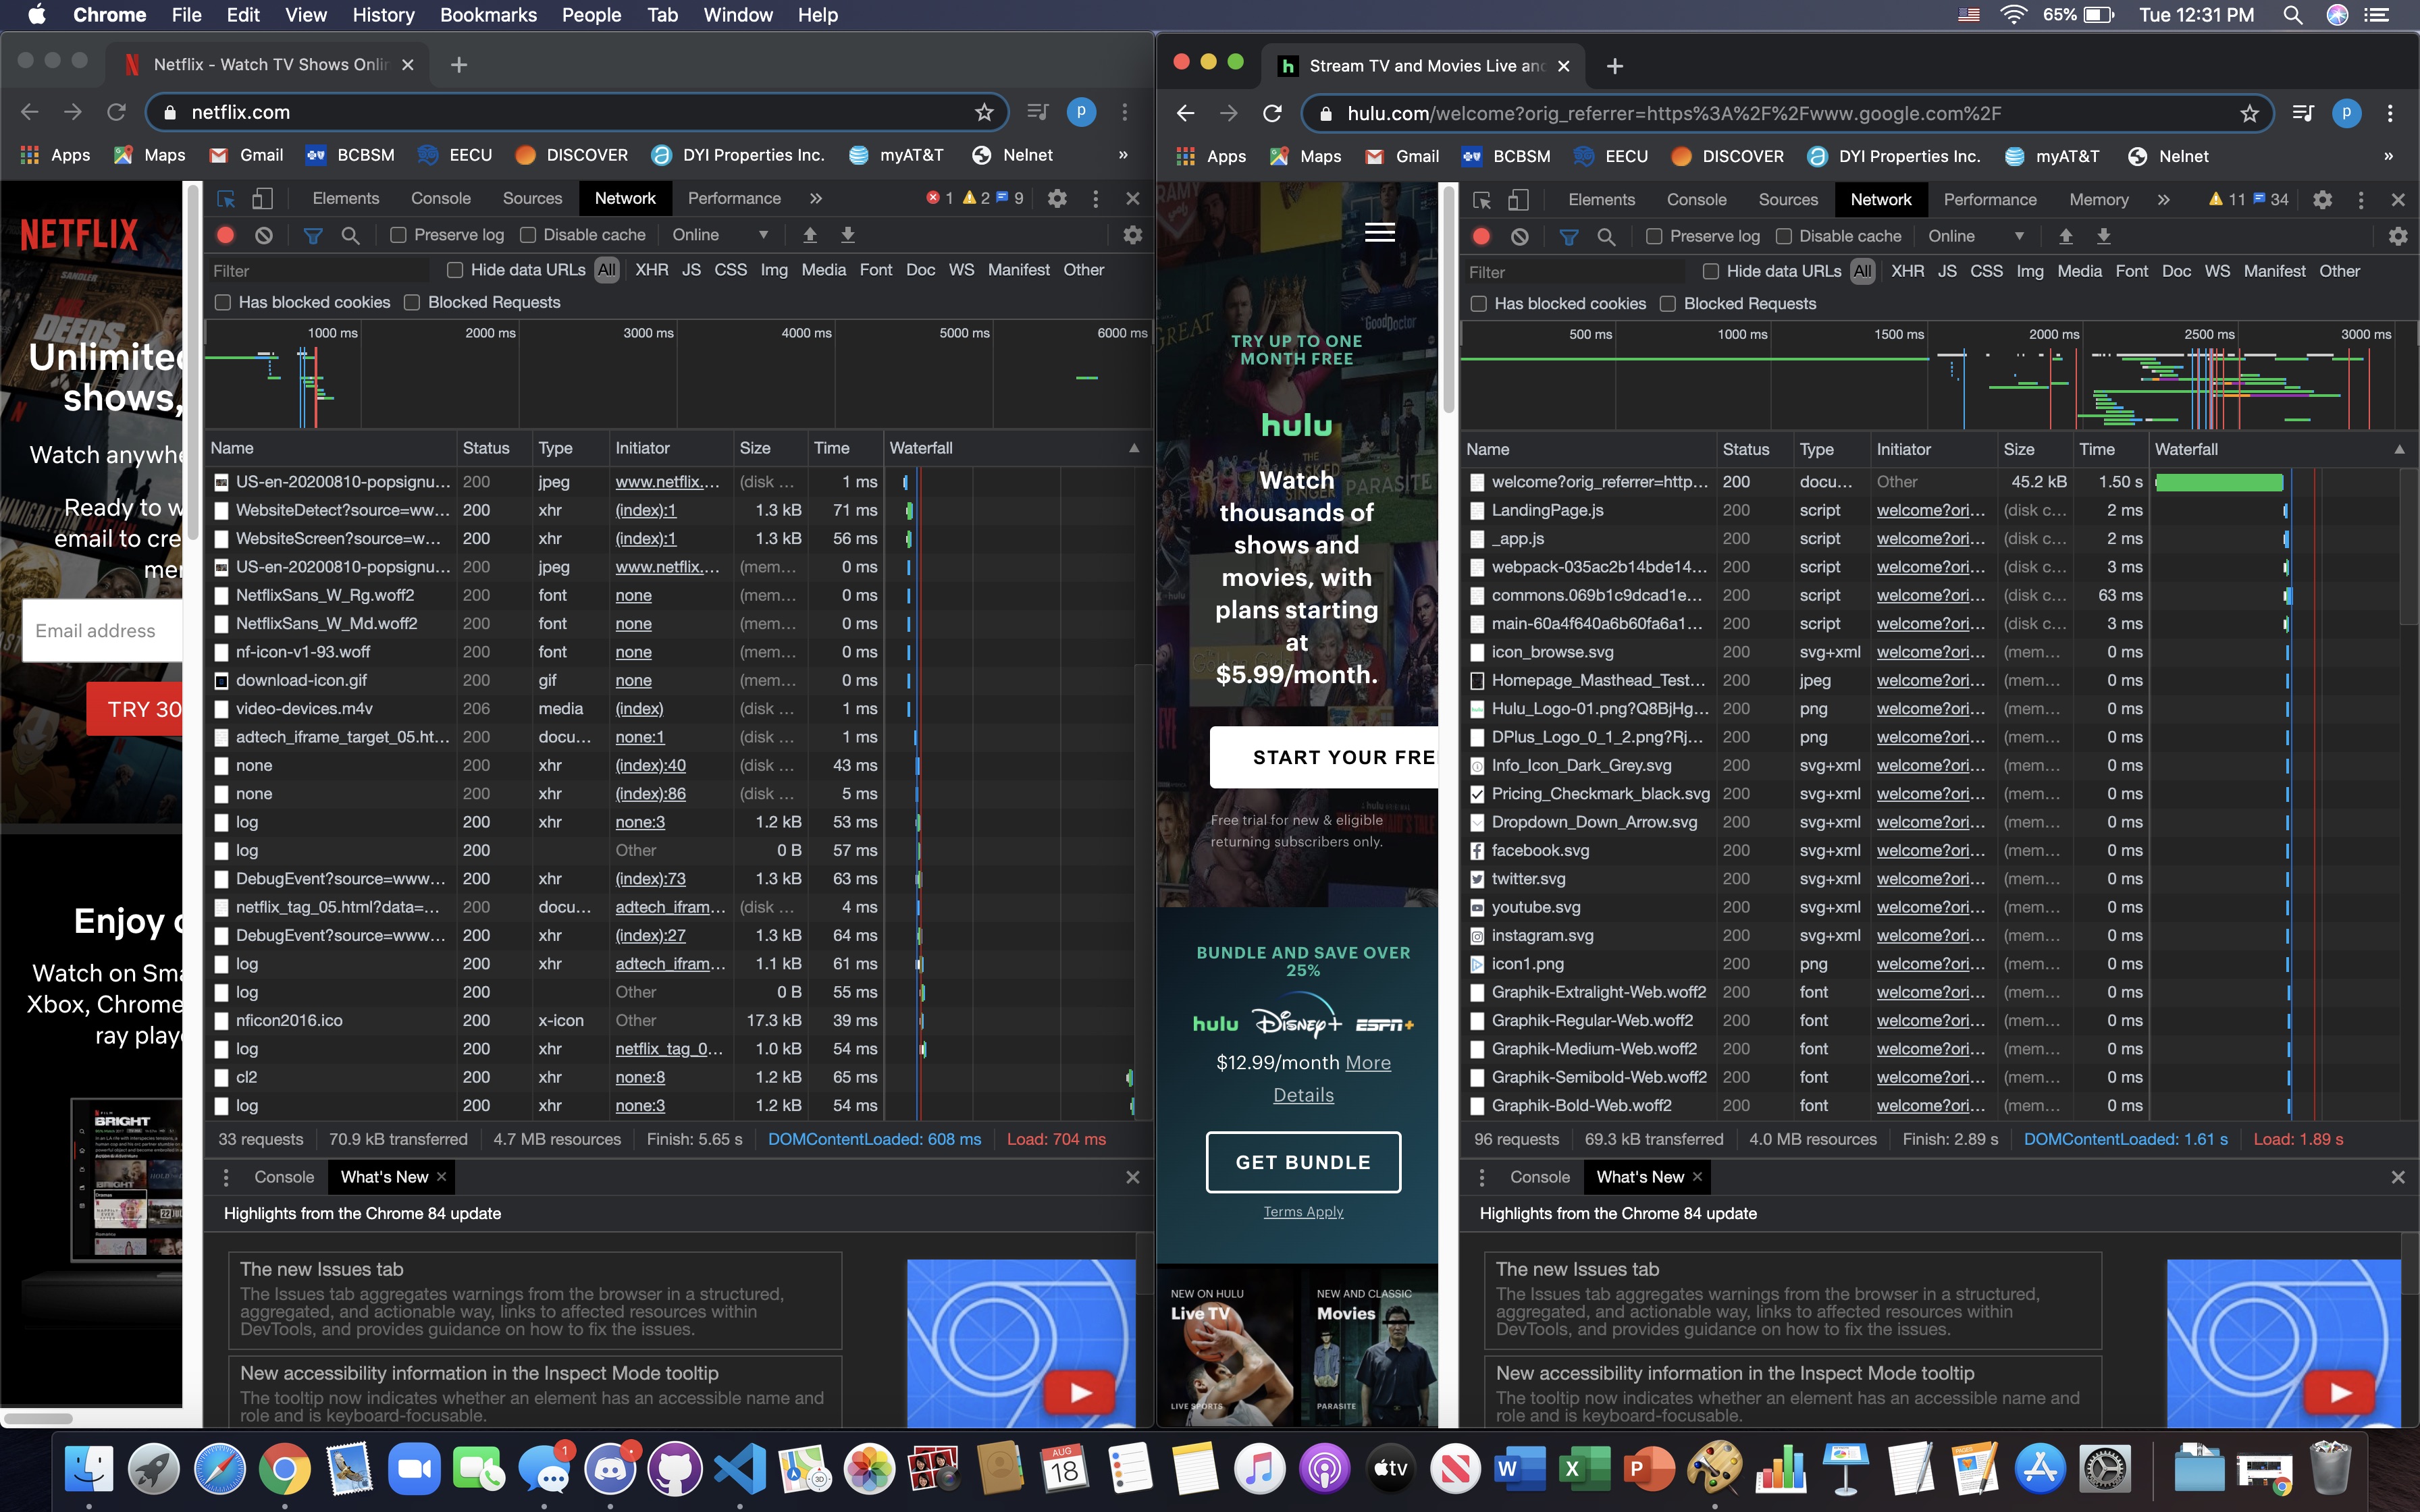 Chrome File Edit View History Bookmarks People Tab Window Help
65% Tue 12:31 PM
Netflix - Watch TV Shows Onlin
netflix.com
P
Apps Maps Gmail BCBSM EECU DISCOVER DYI Properties Inc. myAT&T Nelnet »
NETFLIX
SANDLER
MR. DEEDS
Unlimited
shows,
Watch anywhe
Ready to w
email to cre
mer
Email address
TRY 30
Enjoy o
Watch on Sma
Xbox, Chrome
ray playe
BRIGHT
Elements Console Sources Network Performance » 1 2 9
Preserve log Disable cache Online
Filter Hide data URLs All XHR JS CSS Img Media Font Doc WS Manifest Other
Has blocked cookies Blocked Requests
1000 ms 2000 ms 3000 ms 4000 ms 5000 ms 6000 ms
Name Status Type Initiator Size Time Waterfall
US-en-20200810-popsignu... 200 jpeg www.netflix.... (disk ... 1 ms
WebsiteDetect?source=ww... 200 xhr (index):1 1.3 kB 71 ms
WebsiteScreen?source=w... 200 xhr (index):1 1.3 kB 56 ms
US-en-20200810-popsignu... 200 jpeg www.netflix.... (mem... 0 ms
NetflixSans_W_Rg.woff2 200 font none (mem... 0 ms
NetflixSans_W_Md.woff2 200 font none (mem... 0 ms
nf-icon-v1-93.woff 200 font none (mem... 0 ms
download-icon.gif 200 gif none (mem... 0 ms
video-devices.m4v 206 media (index) (disk ... 1 ms
adtech_iframe_target_05.ht... 200 docu... none:1 (disk ... 1 ms
none 200 xhr (index):40 (disk ... 43 ms
none 200 xhr (index):86 (disk ... 5 ms
log 200 xhr none:3 1.2 kB 53 ms
log 200 Other 0 B 57 ms
DebugEvent?source=www... 200 xhr (index):73 1.3 kB 63 ms
netflix_tag_05.html?data=... 200 docu... adtech_ifram... (disk ... 4 ms
DebugEvent?source=www... 200 xhr (index):27 1.3 kB 64 ms
log 200 xhr adtech_ifram... 1.1 kB 61 ms
log 200 Other 0 B 55 ms
nficon2016.ico 200 x-icon Other 17.3 kB 39 ms
log 200 xhr netflix_tag_0... 1.0 kB 54 ms
cl2 200 xhr none:8 1.2 kB 65 ms
log 200 xhr none:3 1.2 kB 54 ms
33 requests 70.9 kB transferred 4.7 MB resources Finish: 5.65 s DOMContentLoaded: 608 ms Load: 704 ms
Console What's New
Highlights from the Chrome 84 update
The new Issues tab
The Issues tab aggregates warnings from the browser in a structured,
aggregated, and actionable way, links to affected resources within
DevTools, and provides guidance on how to fix the issues.
New accessibility information in the Inspect Mode tooltip
The tooltip now indicates whether an element has an accessible name and
role and is keyboard-focusable.
Stream TV and Movies Live and
hulu.com/welcome?orig_referrer=https%3A%2F%2Fwww.google.com%2F
P
Apps Maps Gmail BCBSM EECU DISCOVER DYI Properties Inc. myAT&T Nelnet »
TRY UP TO ONE
MONTH FREE
hulu
Watch
thousands of
shows and
movies, with
plans starting
at
$5.99/month.
GREAT
GoodDoctor
THE MASKED SINGER
PARASITE
START YOUR FRE
Free trial for new & eligible
returning subscribers only.
BUNDLE AND SAVE OVER
25%
hulu Disney+ ESPN+
$12.99/month More
Details
GET BUNDLE
Terms Apply
NEW ON HULU
Live TV
LIVE SPORTS
NEW AND CLASSIC
Movies
PARASITE
Elements Console Sources Network Performance Memory » 11 34
Preserve log Disable cache Online
Filter Hide data URLs All XHR JS CSS Img Media Font Doc WS Manifest Other
Has blocked cookies Blocked Requests
500 ms 1000 ms 1500 ms 2000 ms 2500 ms 3000 ms
Name Status Type Initiator Size Time Waterfall
welcome?orig_referrer=http... 200 docu... Other 45.2 kB 1.50 s
LandingPage.js 200 script welcome?ori... (disk c... 2 ms
_app.js 200 script welcome?ori... (disk c... 2 ms
webpack-035ac2b14bde14... 200 script welcome?ori... (disk c... 3 ms
commons.069b1c9dcad1e... 200 script welcome?ori... (disk c... 63 ms
main-60a4f640a6b60fa6a1... 200 script welcome?ori... (disk c... 3 ms
icon_browse.svg 200 svg+xml welcome?ori... (mem... 0 ms
Homepage_Masthead_Test... 200 jpeg welcome?ori... (mem... 0 ms
Hulu_Logo-01.png?Q8BjHg... 200 png welcome?ori... (mem... 0 ms
DPlus_Logo_0_1_2.png?Rj... 200 png welcome?ori... (mem... 0 ms
Info_Icon_Dark_Grey.svg 200 svg+xml welcome?ori... (mem... 0 ms
Pricing_Checkmark_black.svg 200 svg+xml welcome?ori... (mem... 0 ms
Dropdown_Down_Arrow.svg 200 svg+xml welcome?ori... (mem... 0 ms
facebook.svg 200 svg+xml welcome?ori... (mem... 0 ms
twitter.svg 200 svg+xml welcome?ori... (mem... 0 ms
youtube.svg 200 svg+xml welcome?ori... (mem... 0 ms
instagram.svg 200 svg+xml welcome?ori... (mem... 0 ms
icon1.png 200 png welcome?ori... (mem... 0 ms
Graphik-Extralight-Web.woff2 200 font welcome?ori... (mem... 0 ms
Graphik-Regular-Web.woff2 200 font welcome?ori... (mem... 0 ms
Graphik-Medium-Web.woff2 200 font welcome?ori... (mem... 0 ms
Graphik-Semibold-Web.woff2 200 font welcome?ori... (mem... 0 ms
Graphik-Bold-Web.woff2 200 font welcome?ori... (mem... 0 ms
96 requests 69.3 kB transferred 4.0 MB resources Finish: 2.89 s DOMContentLoaded: 1.61 s Load: 1.89 s
Console What's New
Highlights from the Chrome 84 update
The new Issues tab
The Issues tab aggregates warnings from the browser in a structured,
aggregated, and actionable way, links to affected resources within
DevTools, and provides guidance on how to fix the issues.
New accessibility information in the Inspect Mode tooltip
The tooltip now indicates whether an element has an accessible name and
role and is keyboard-focusable.
1 3D AUG 18 tv W X P